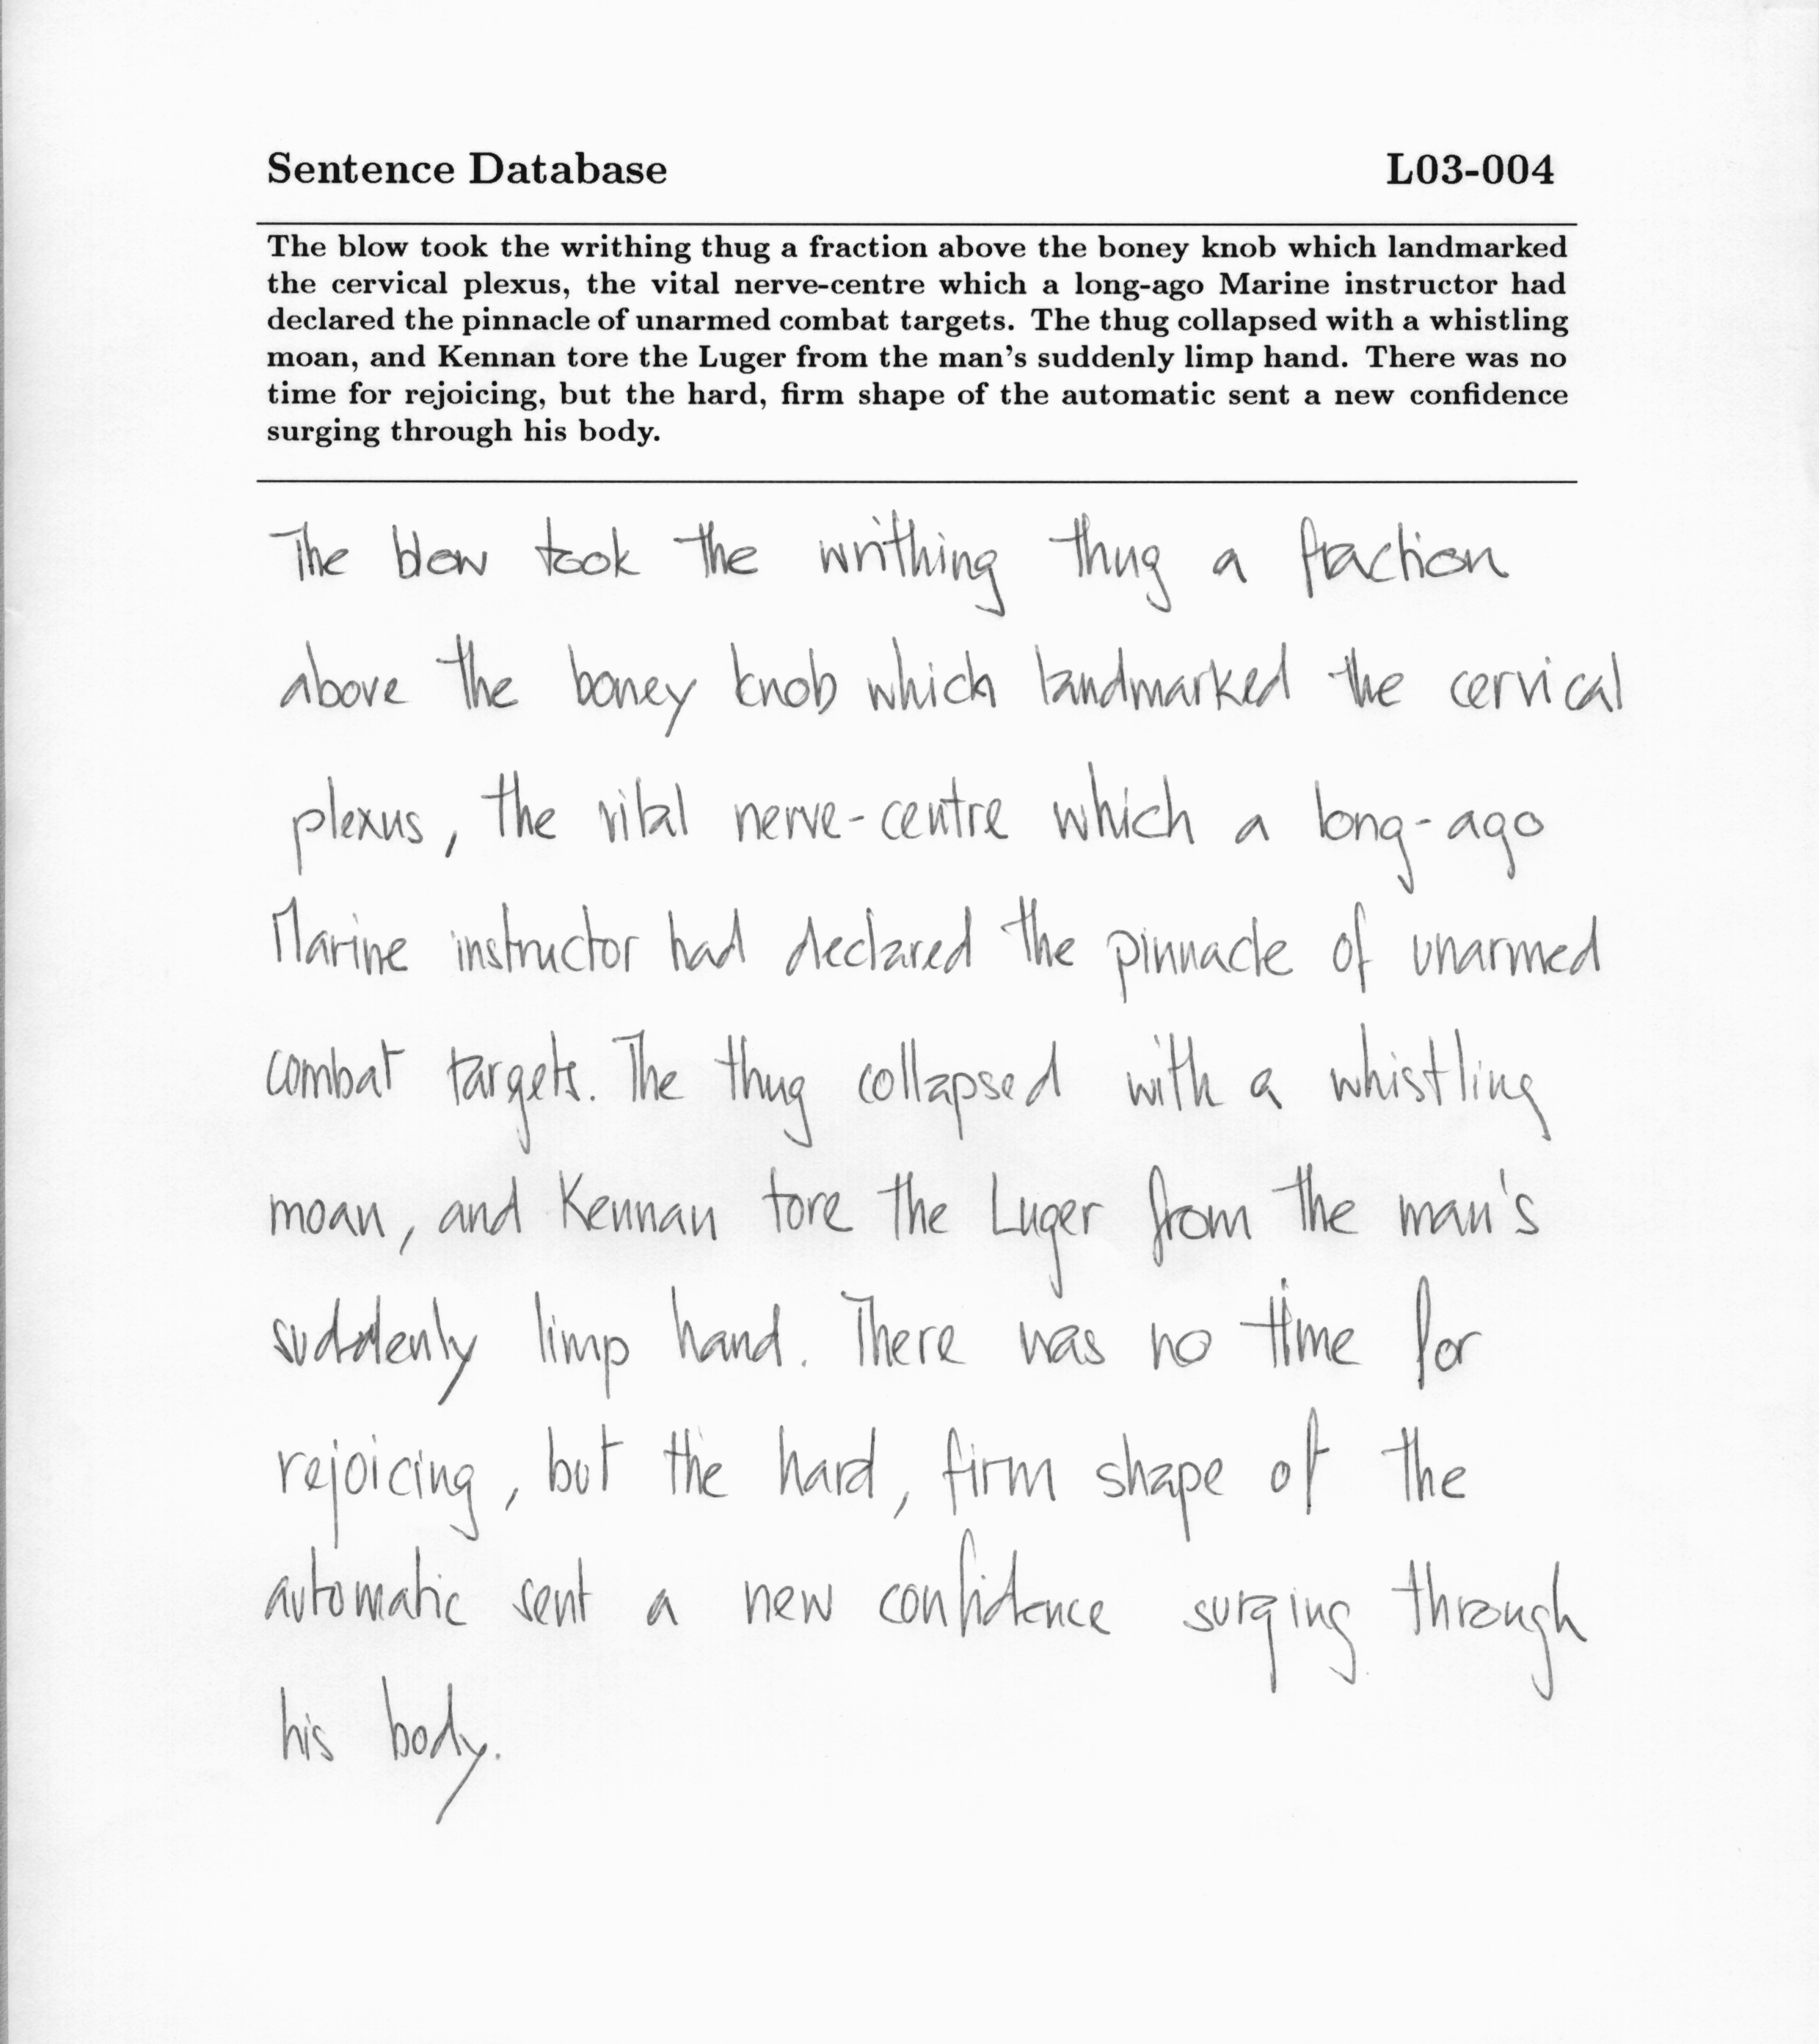 Sentence Database L03-004
The blow took the writhing thug a fraction above the boney knob which landmarked
the cervical plexus, the vital nerve-centre which a long-ago Marine instructor had
declared the pinnacle of unarmed combat targets. The thug collapsed with a whistling
moan, and Kennan tore the Luger from the man's suddenly limp hand. There was no
time for rejoicing, but the hard, firm shape of the automatic sent a new confidence
surging through his body.
The blow took the writhing thug a fraction
above the boney knob which landmarked the cervical
plexus, the vital nerve-centre which a long-ago
Marine instructor had declared the pinnacle of unarmed
combat targets. The thug collapsed with a whistling
moan, and Kennan tore the Luger from the man's
suddenly limp hand. There was no time for
rejoicing, but the hard, firm shape of the
automatic sent a new confidence surging through
his body.